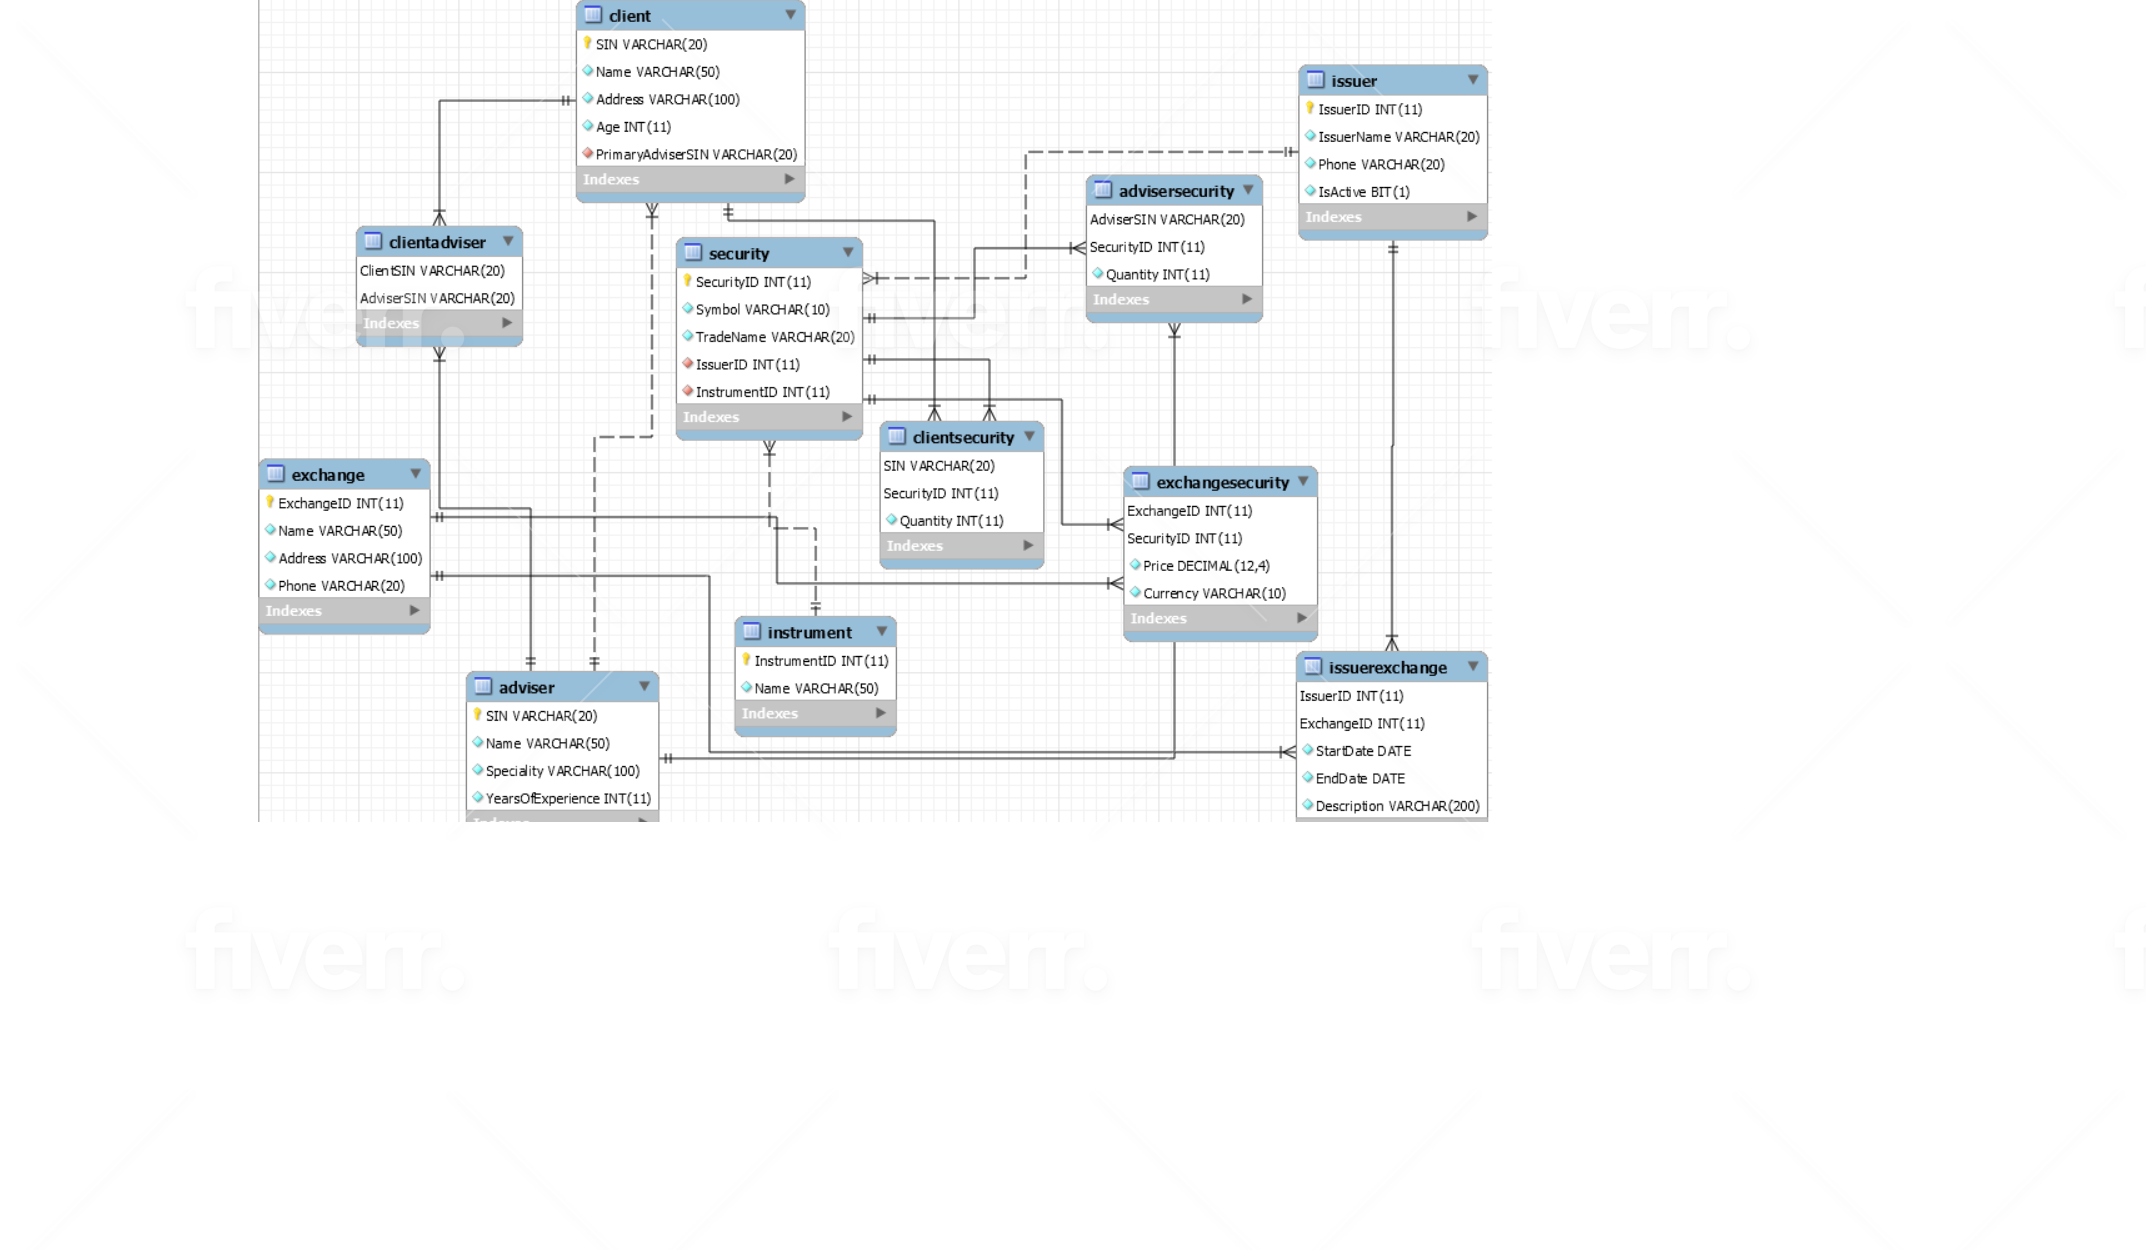 client
SIN VARCHAR(20)
Name VARCHAR(50)
Address VARCHAR(100)
Age INT(11)
PrimaryAdviserSIN VARCHAR(20)
Indexes
issuer
IssuerID INT(11)
IssuerName VARCHAR(20)
Phone VARCHAR(20)
IsActive BIT(1)
Indexes
advisersecurity
AdviserSIN VARCHAR(20)
SecurityID INT(11)
Quantity INT(11)
Indexes
clientadviser
ClientSIN VARCHAR(20)
AdviserSIN VARCHAR(20)
Indexes
security
SecurityID INT(11)
Symbol VARCHAR(10)
TradeName VARCHAR(20)
IssuerID INT(11)
InstrumentID INT(11)
Indexes
clientsecurity
SIN VARCHAR(20)
SecurityID INT(11)
Quantity INT(11)
Indexes
exchange
ExchangeID INT(11)
Name VARCHAR(50)
Address VARCHAR(100)
Phone VARCHAR(20)
Indexes
exchangesecurity
ExchangeID INT(11)
SecurityID INT(11)
Price DECIMAL(12,4)
Currency VARCHAR(10)
Indexes
instrument
InstrumentID INT(11)
Name VARCHAR(50)
Indexes
adviser
SIN VARCHAR(20)
Name VARCHAR(50)
Speciality VARCHAR(100)
YearsOfExperience INT(11)
Indexes
issuerexchange
IssuerID INT(11)
ExchangeID INT(11)
StartDate DATE
EndDate DATE
Description VARCHAR(200)
fiverr.
fiverr.
fiverr.
fiverr.
fiverr.
fiverr.